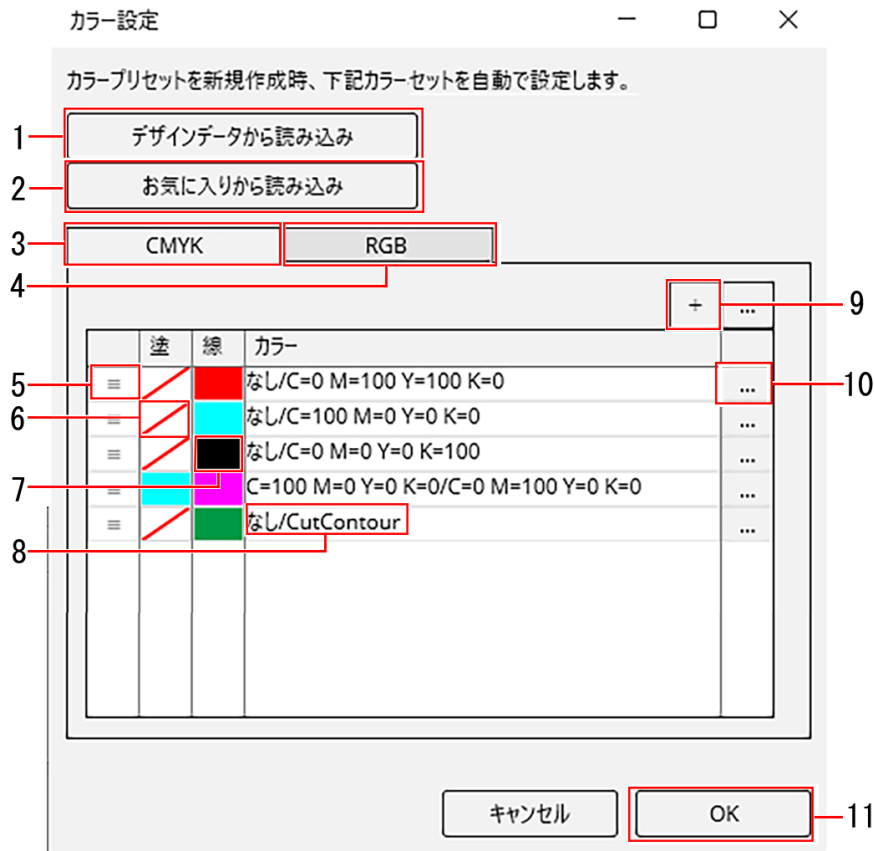 カラー設定
カラープリセットを新規作成時、下記カラーセットを自動で設定します。
1
デザインデータから読み込み
2
お気に入りから読み込み
3
CMYK
RGB
4
+
...
9
塗
線
カラー
5
≡
なし/C=0 M=100 Y=100 K=0
...
10
6
≡
なし/C=100 M=0 Y=0 K=0
...
≡
なし/C=0 M=0 Y=0 K=100
...
7
≡
C=100 M=0 Y=0 K=0/C=0 M=100 Y=0 K=0
...
≡
なし/CutContour
...
8
キャンセル
OK
11